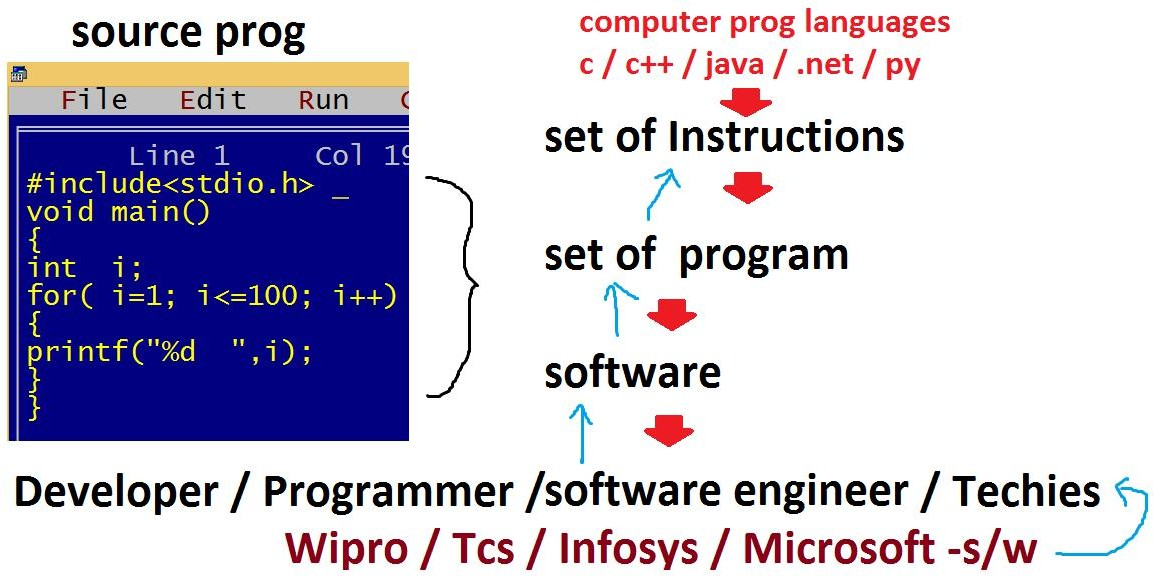 source prog
File Edit Run
Line 1 Col 19
#include<stdio.h> _
void main()
{
int i;
for( i=1; i<=100; i++)
{
printf("%d ",i);
}
}
computer prog languages
c / c++ / java / .net / py
set of Instructions
set of program
software
Developer / Programmer /software engineer / Techies
Wipro / Tcs / Infosys / Microsoft -s/w